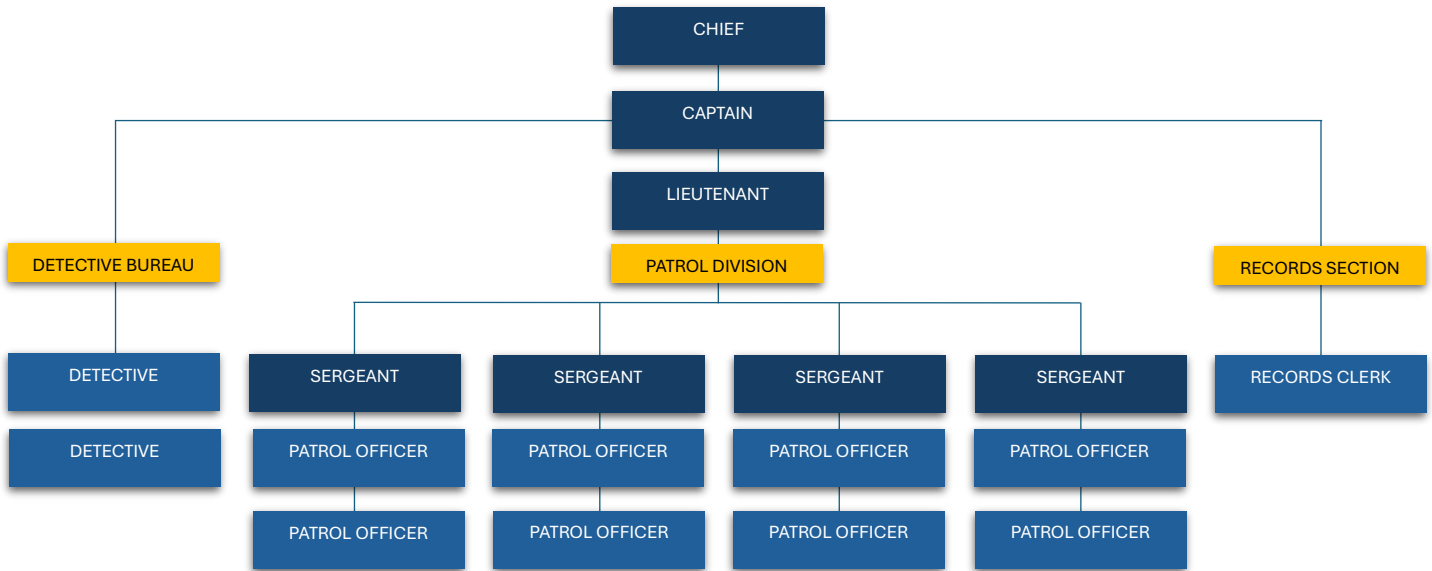 CHIEF
CAPTAIN
LIEUTENANT
DETECTIVE BUREAU
PATROL DIVISION
RECORDS SECTION
DETECTIVE
SERGEANT
SERGEANT
SERGEANT
SERGEANT
RECORDS CLERK
DETECTIVE
PATROL OFFICER
PATROL OFFICER
PATROL OFFICER
PATROL OFFICER
PATROL OFFICER
PATROL OFFICER
PATROL OFFICER
PATROL OFFICER